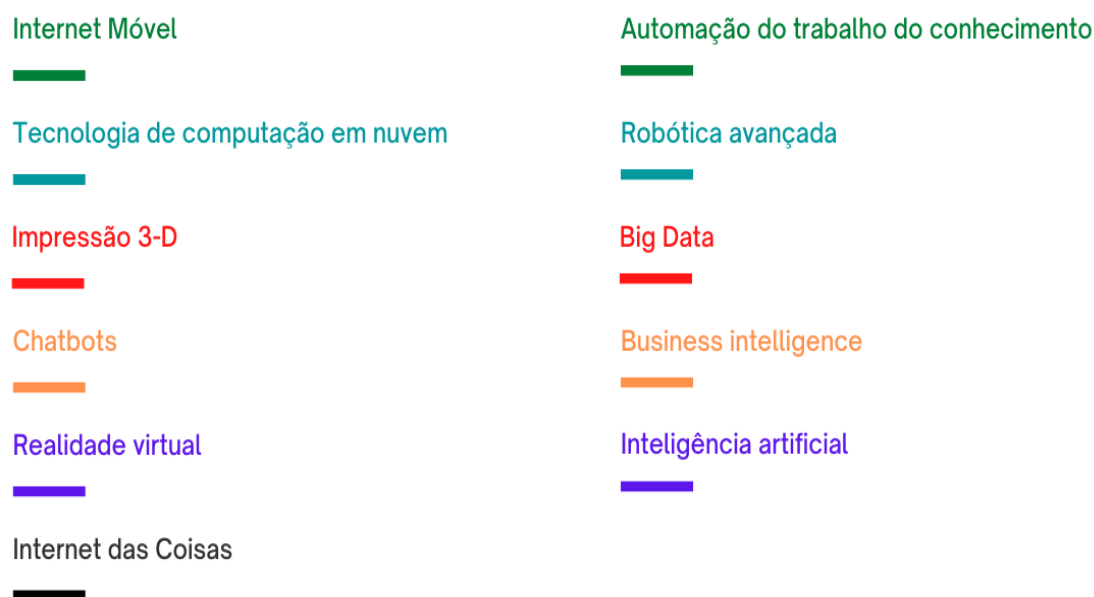 Internet Móvel
Tecnologia de computação em nuvem
Impressão 3-D
Chatbots
Realidade virtual
Internet das Coisas
Automação do trabalho do conhecimento
Robótica avançada
Big Data
Business intelligence
Inteligência artificial